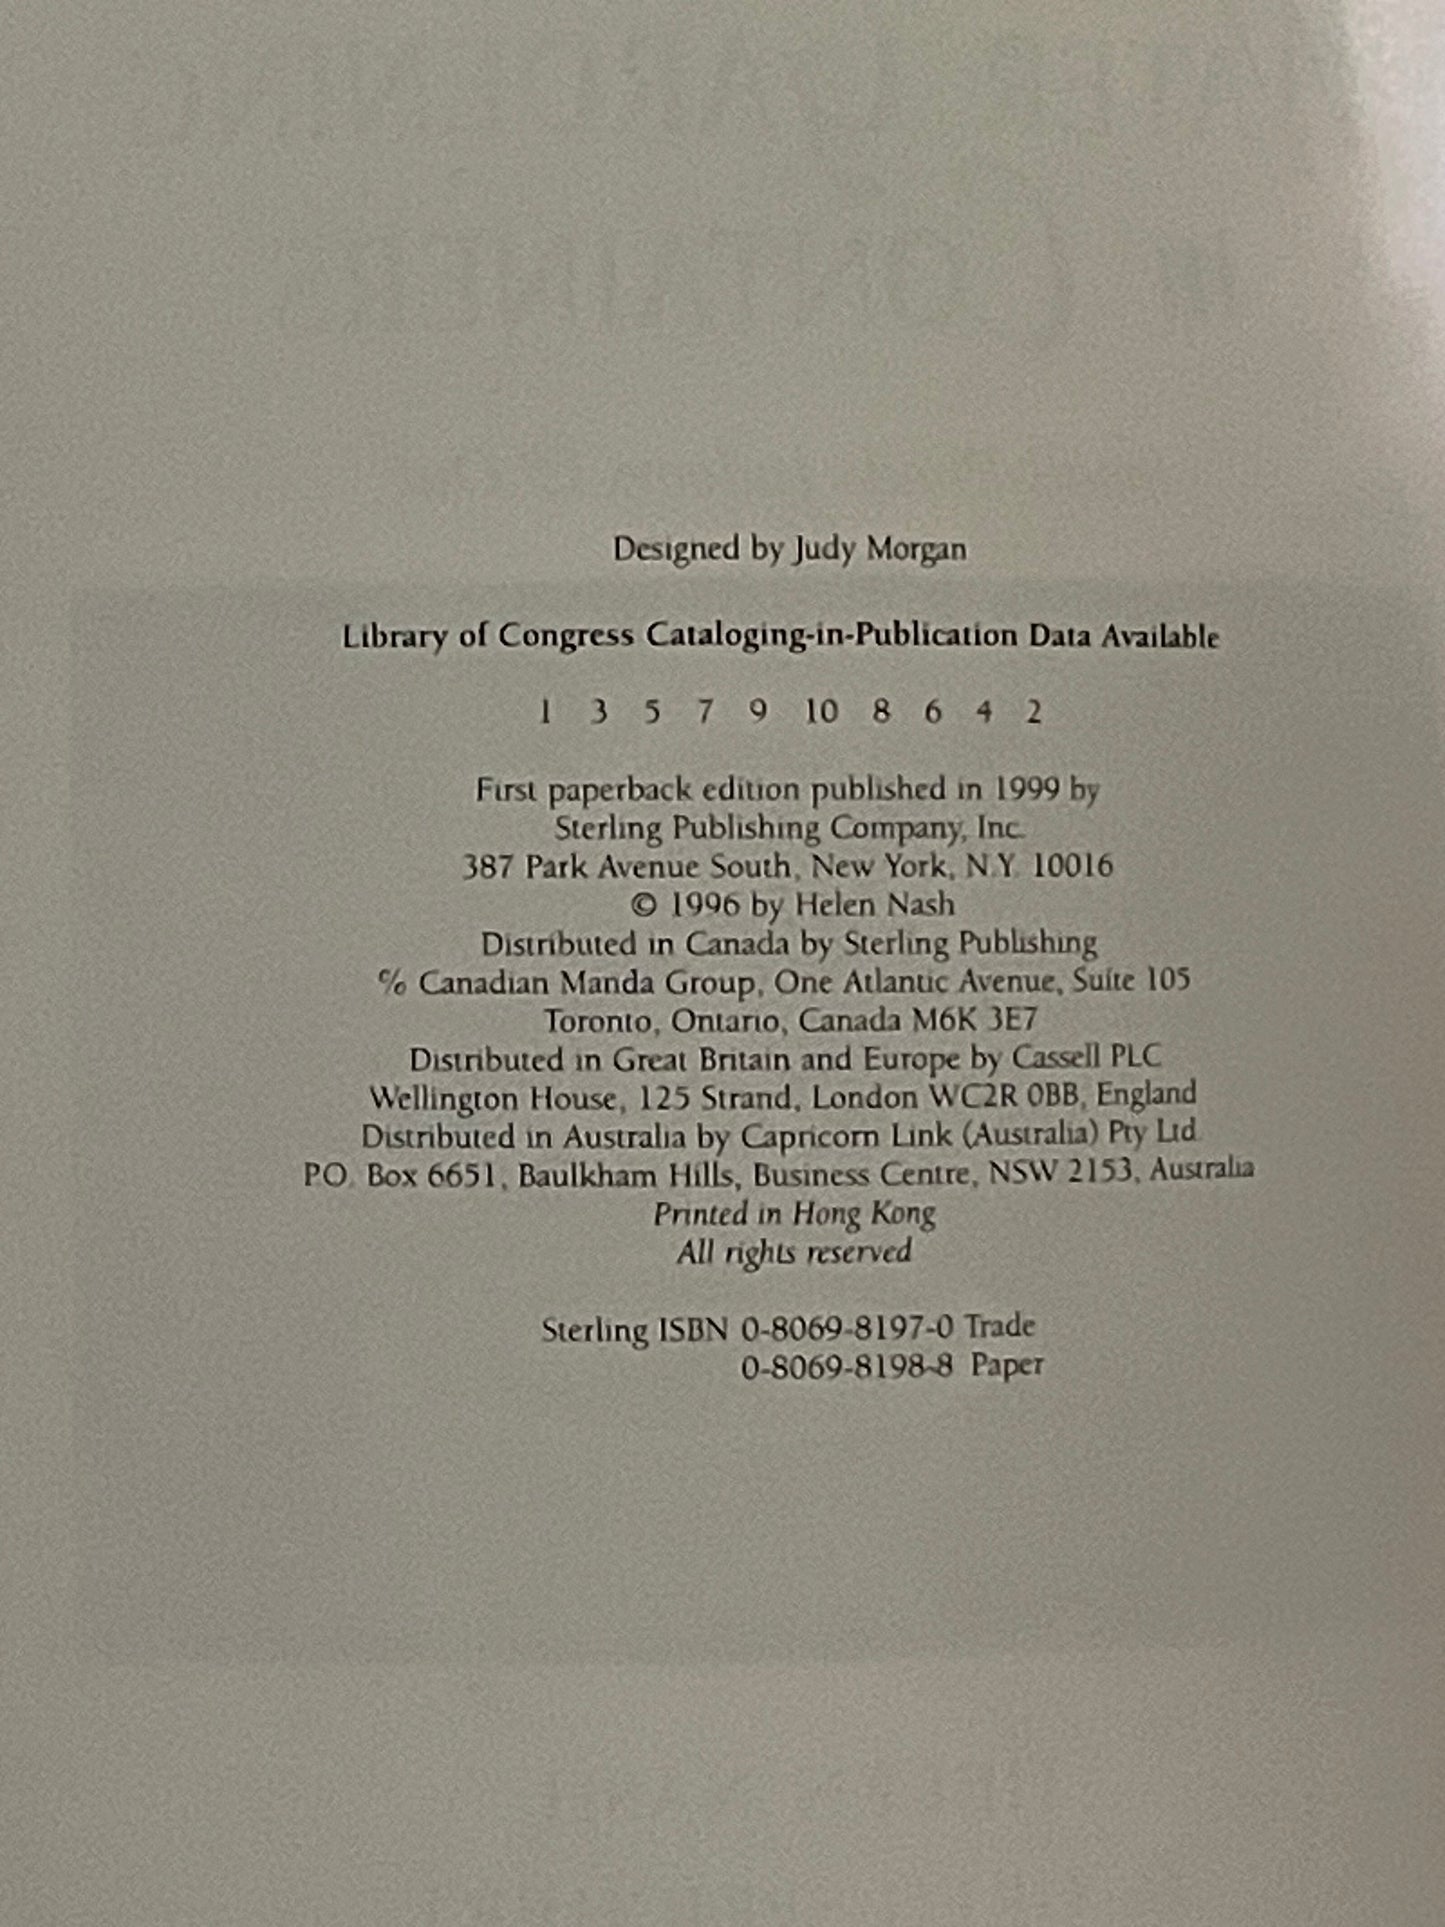 Designed by Judy Morgan
Library of Congress Cataloging-in-Publication Data Available
1 3 5 7 9 10 8 6 4 2
First paperback edition published in 1999 by
Sterling Publishing Company, Inc.
387 Park Avenue South, New York, N.Y. 10016
© 1996 by Helen Nash
Distributed in Canada by Sterling Publishing
℅ Canadian Manda Group, One Atlantic Avenue, Suite 105
Toronto, Ontario, Canada M6K 3E7
Distributed in Great Britain and Europe by Cassell PLC
Wellington House, 125 Strand, London WC2R 0BB, England
Distributed in Australia by Capricorn Link (Australia) Pty Ltd.
P.O. Box 6651, Baulkham Hills, Business Centre, NSW 2153, Australia
Printed in Hong Kong
All rights reserved
Sterling ISBN 0-8069-8197-0 Trade
0-8069-8198-8 Paper